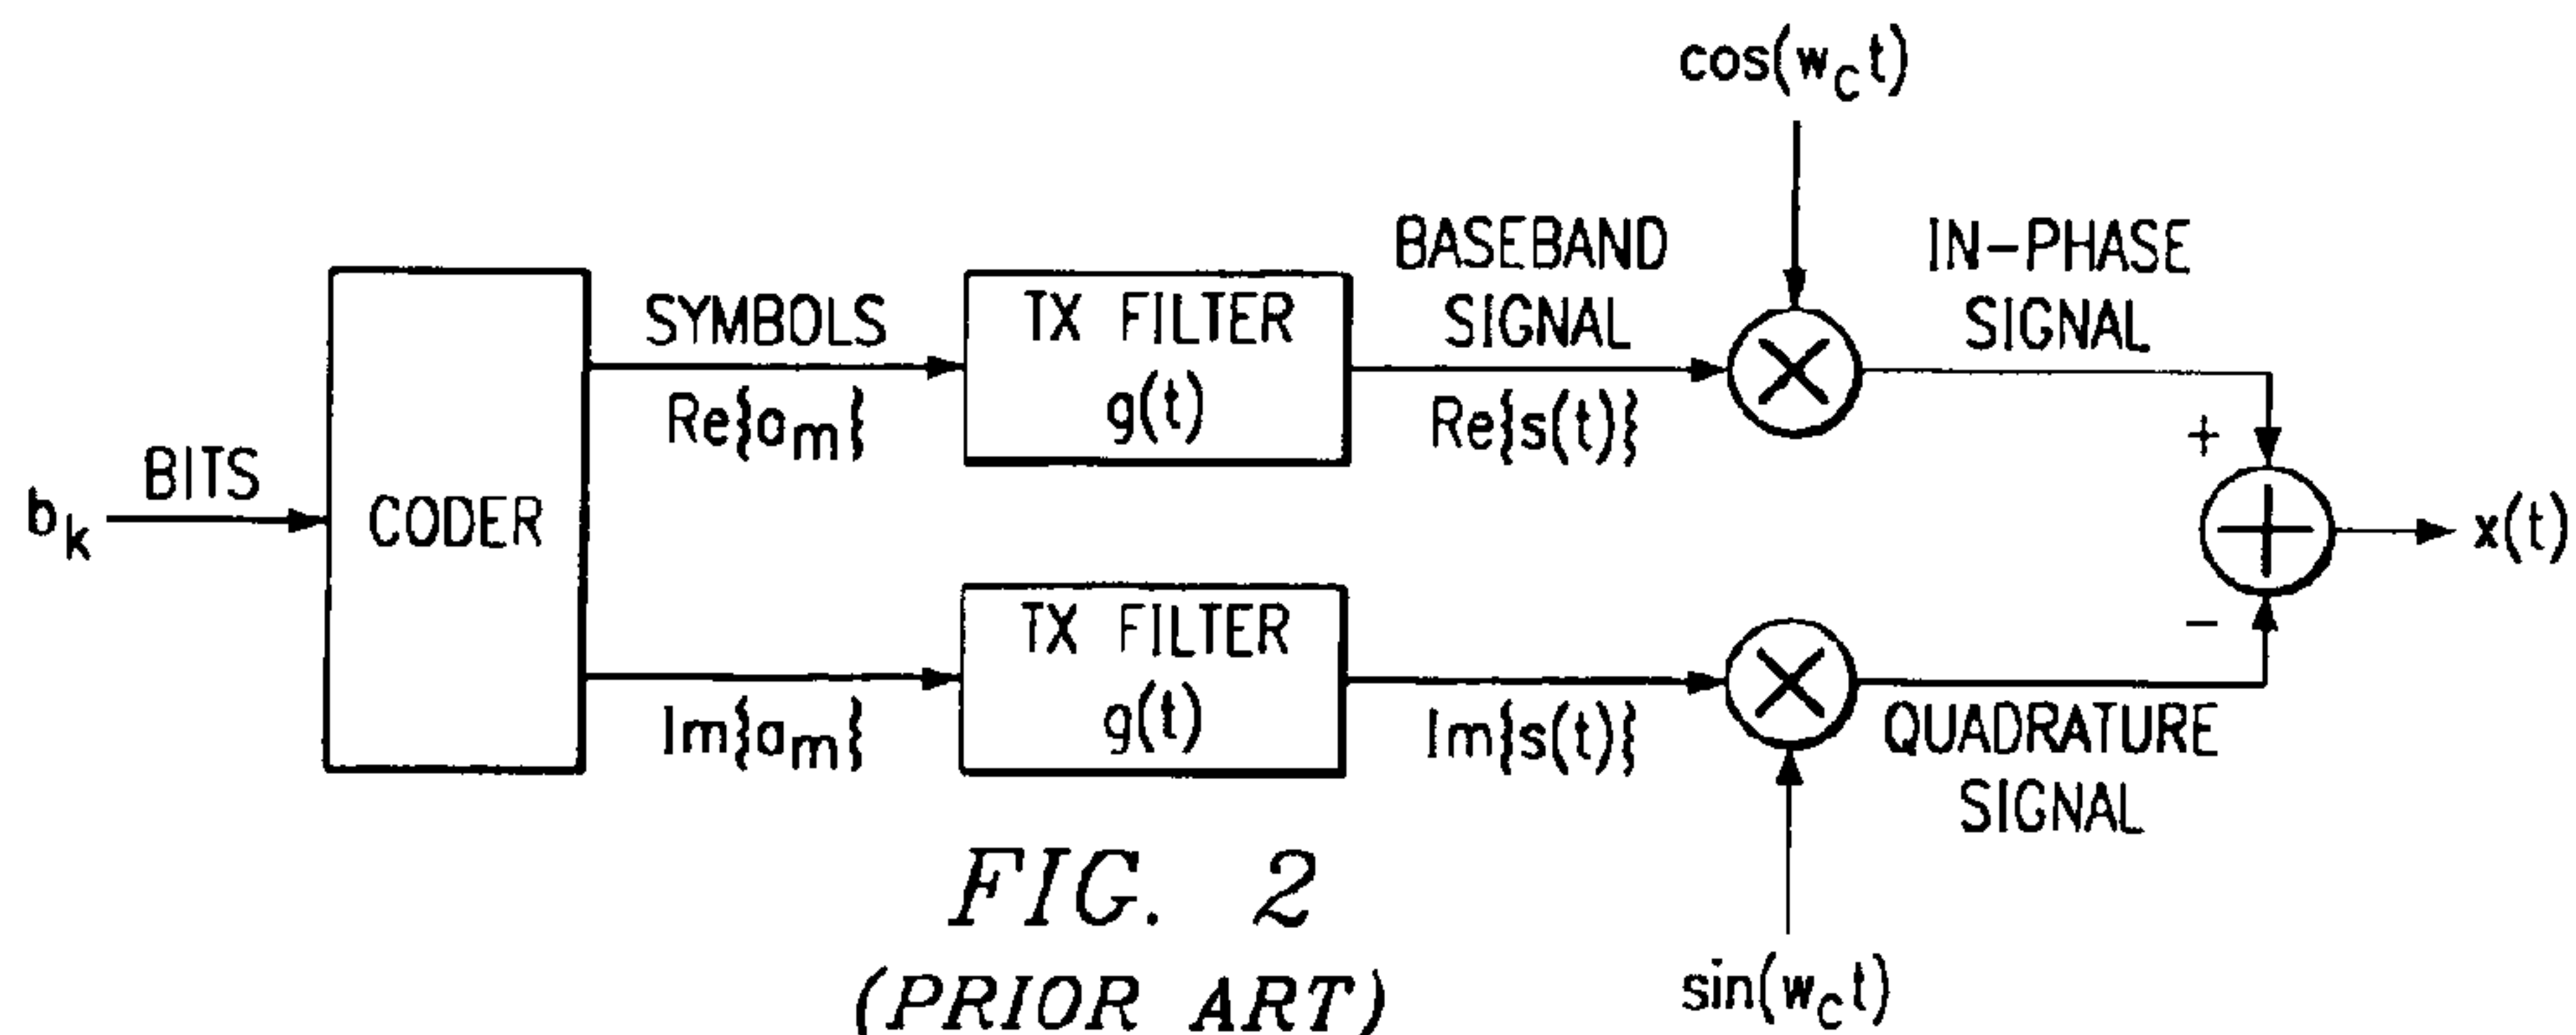 cos(w_c t)
BASEBAND SIGNAL
IN-PHASE SIGNAL
SYMBOLS
TX FILTER
g(t)
Re{a_m}
Re{s(t)}
+
BITS
b_k
CODER
x(t)
TX FILTER
g(t)
−
Im{a_m}
Im{s(t)}
QUADRATURE SIGNAL
FIG. 2
(PRIOR ART)
sin(w_c t)